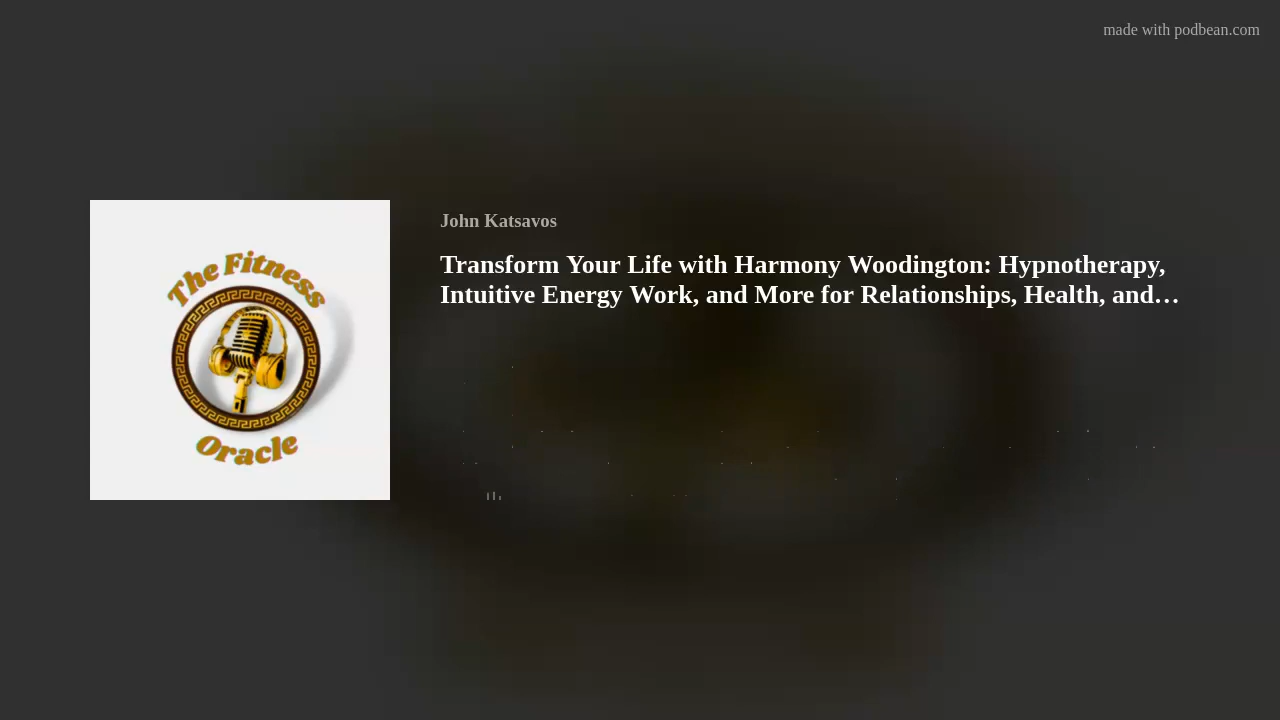 made with podbean.com
The Fitness
Oracle
John Katsavos
Transform Your Life with Harmony Woodington: Hypnotherapy,
Intuitive Energy Work, and More for Relationships, Health, and…